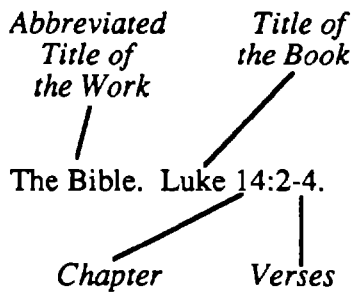 Abbreviated Title of
Title of the Book
the Work
The Bible. Luke 14:2-4.
Chapter Verses